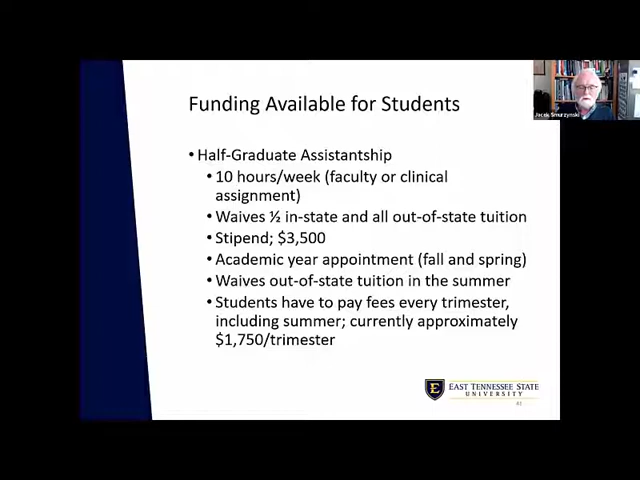 Funding Available for Students
Jacek Smurzynski
• Half-Graduate Assistantship
• 10 hours/week (faculty or clinical
assignment)
• Waives ½ in-state and all out-of-state tuition
• Stipend; $3,500
• Academic year appointment (fall and spring)
• Waives out-of-state tuition in the summer
• Students have to pay fees every trimester,
including summer; currently approximately
$1,750/trimester
E
EAST TENNESSEE STATE
UNIVERSITY